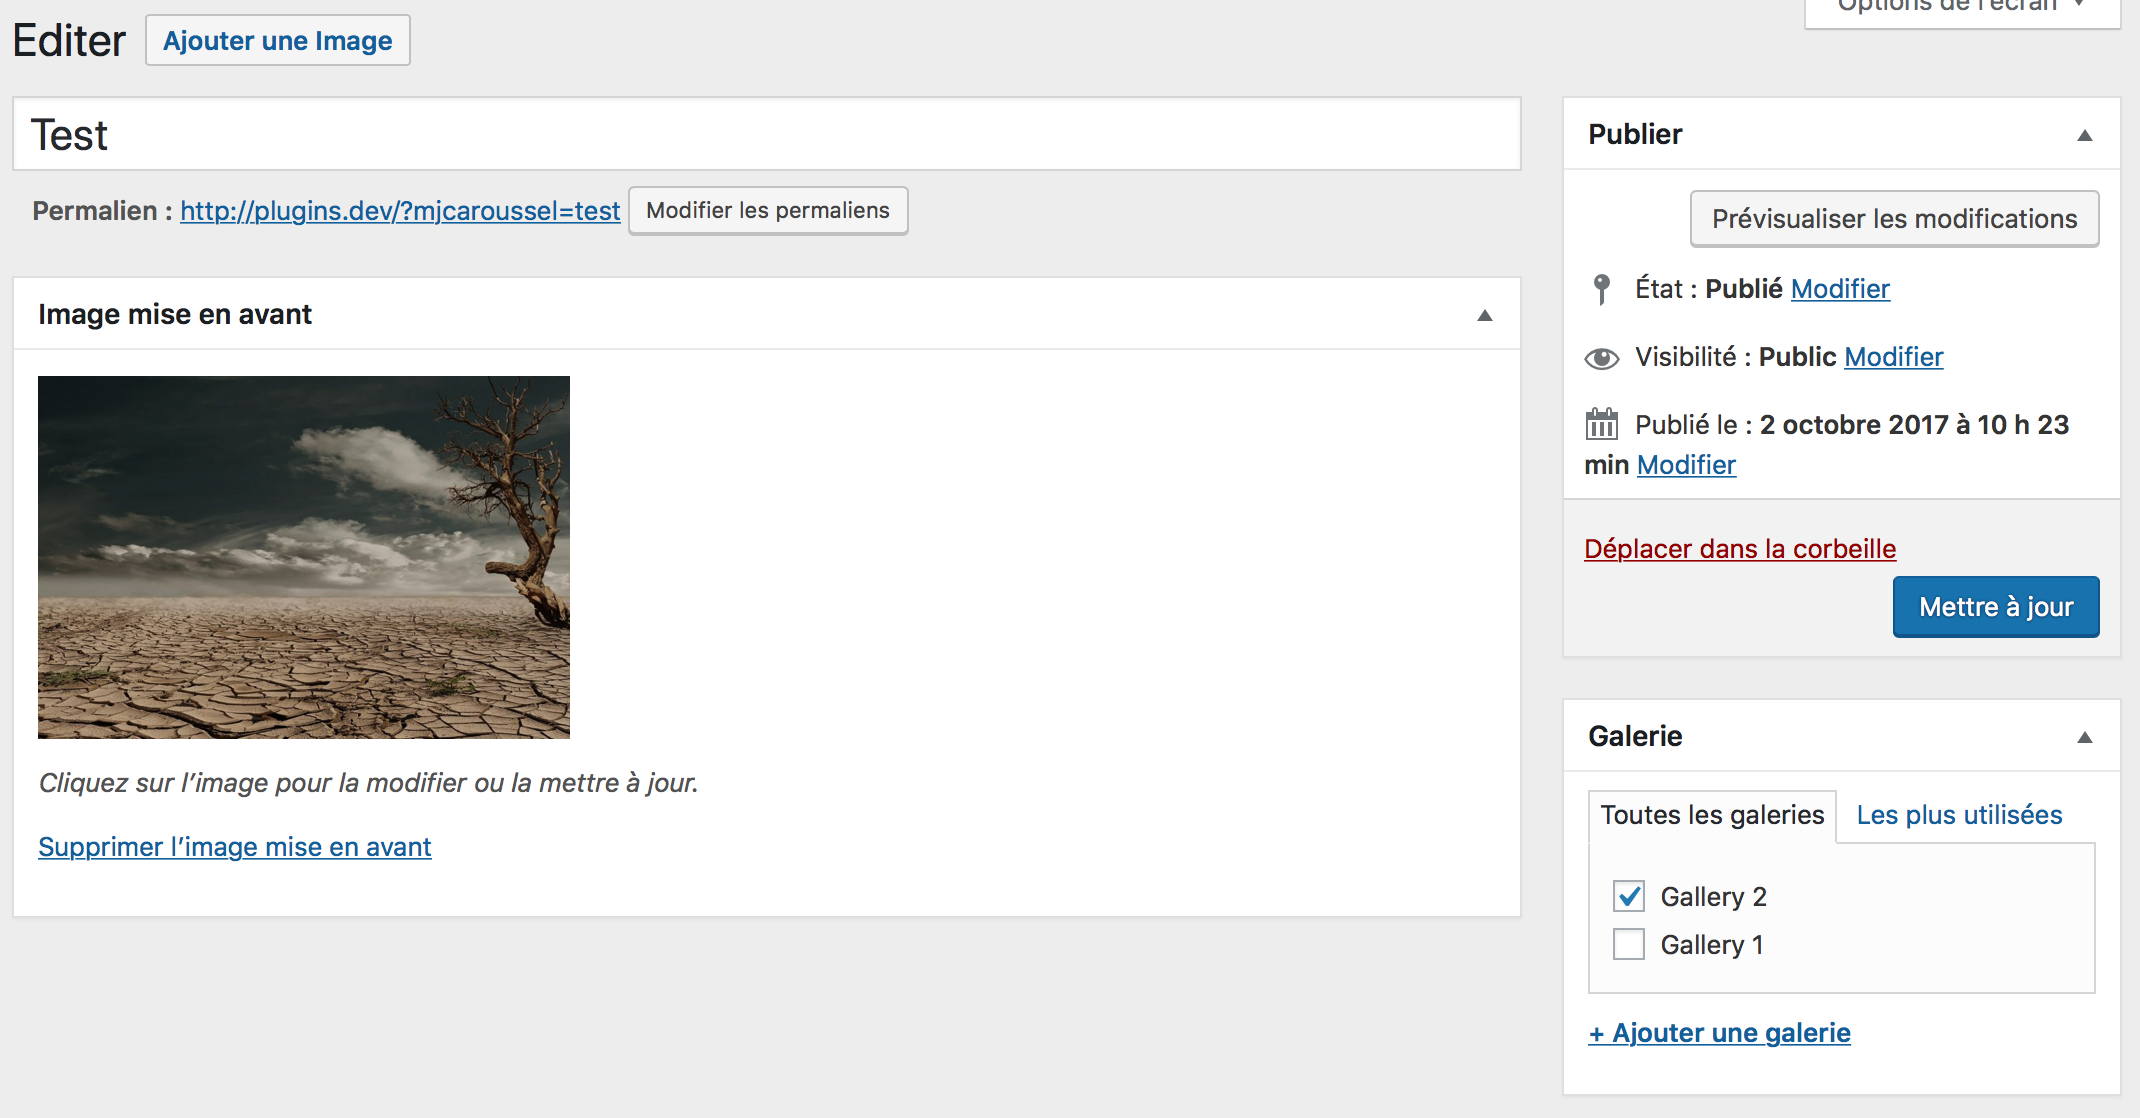 Options de l'écran
Editer
Ajouter une Image
Test
Permalien : http://plugins.dev/?mjcaroussel=test
Modifier les permaliens
Image mise en avant
Cliquez sur l’image pour la modifier ou la mettre à jour.
Supprimer l’image mise en avant
Publier
Prévisualiser les modifications
État : Publié Modifier
Visibilité : Public Modifier
Publié le : 2 octobre 2017 à 10 h 23
min Modifier
Déplacer dans la corbeille
Mettre à jour
Galerie
Toutes les galeries
Les plus utilisées
Gallery 2
Gallery 1
+ Ajouter une galerie